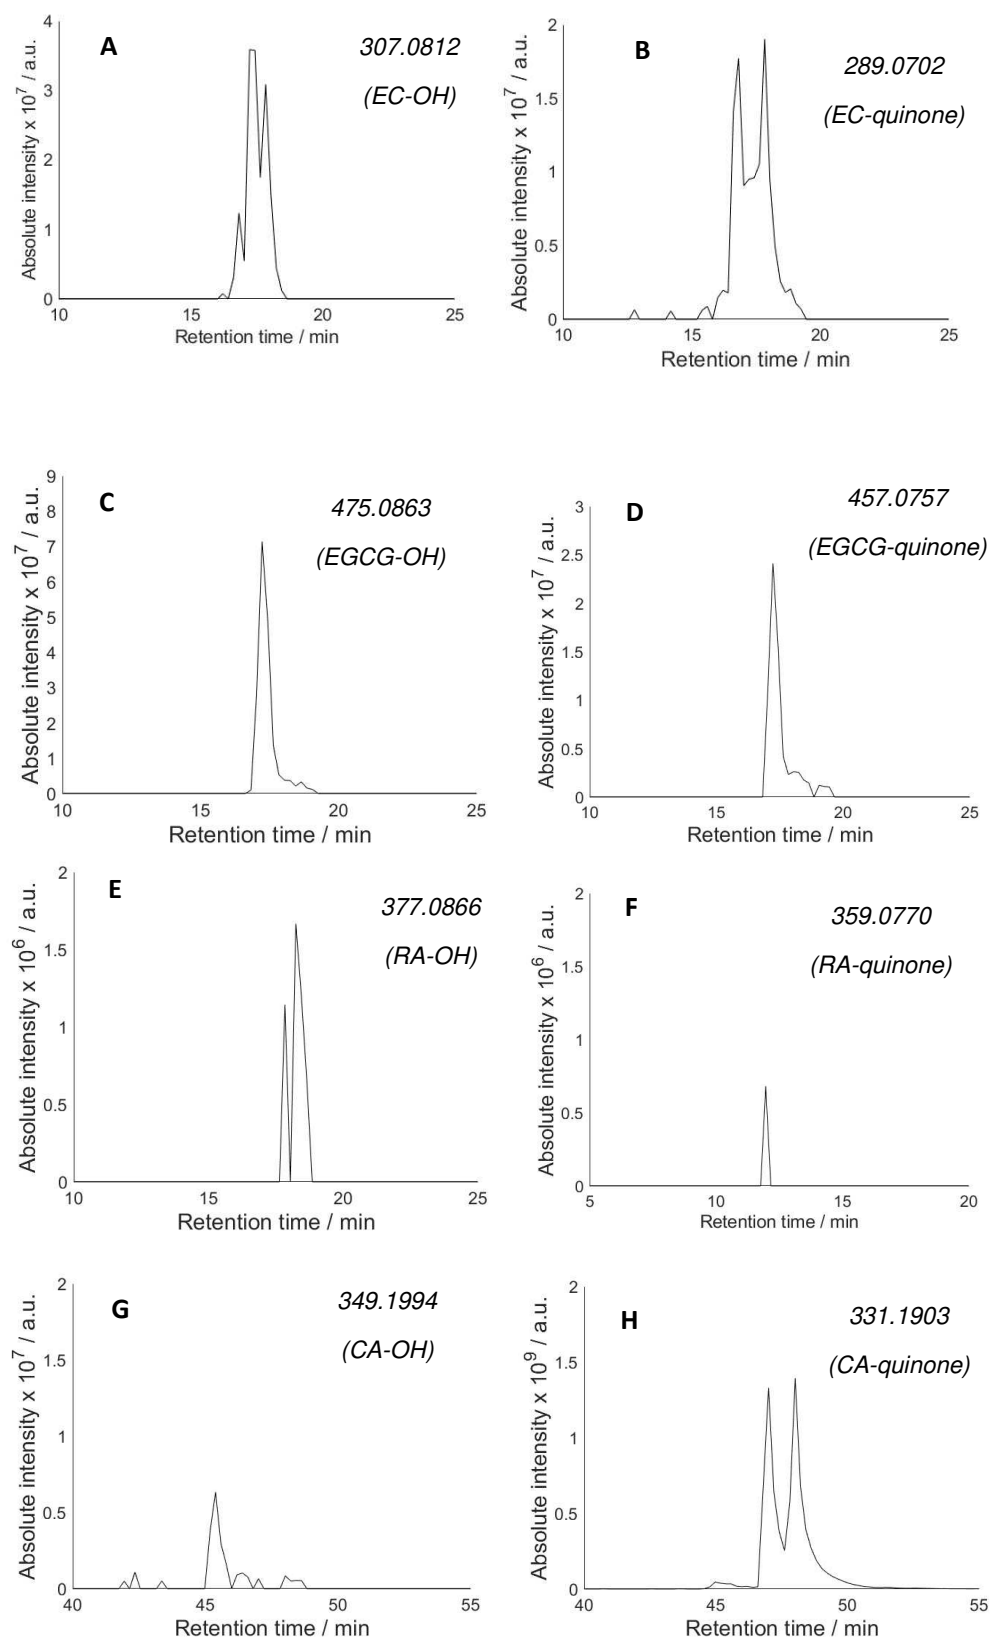 A
307.0812
(EC-OH)
Absolute intensity x 10^7 / a.u.
4
3
2
1
0
10 15 20 25
Retention time / min
B
289.0702
(EC-quinone)
Absolute intensity x 10^7 / a.u.
2
1.5
1
0.5
0
10 15 20 25
Retention time / min
C
475.0863
(EGCG-OH)
Absolute intensity x 10^7 / a.u.
9
8
7
6
5
4
3
2
1
0
10 15 20 25
Retention time / min
D
457.0757
(EGCG-quinone)
Absolute intensity x 10^7 / a.u.
3
2.5
2
1.5
1
0.5
0
10 15 20 25
Retention time / min
E
377.0866
(RA-OH)
Absolute intensity x 10^6 / a.u.
2
1.5
1
0.5
0
10 15 20 25
Retention time / min
F
359.0770
(RA-quinone)
Absolute intensity x 10^6 / a.u.
2
1.5
1
0.5
0
5 10 15 20
Retention time / min
G
349.1994
(CA-OH)
Absolute intensity x 10^7 / a.u.
2
1.5
1
0.5
0
40 45 50 55
Retention time / min
H
331.1903
(CA-quinone)
Absolute intensity x 10^9 / a.u.
2
1.5
1
0.5
0
40 45 50 55
Retention time / min